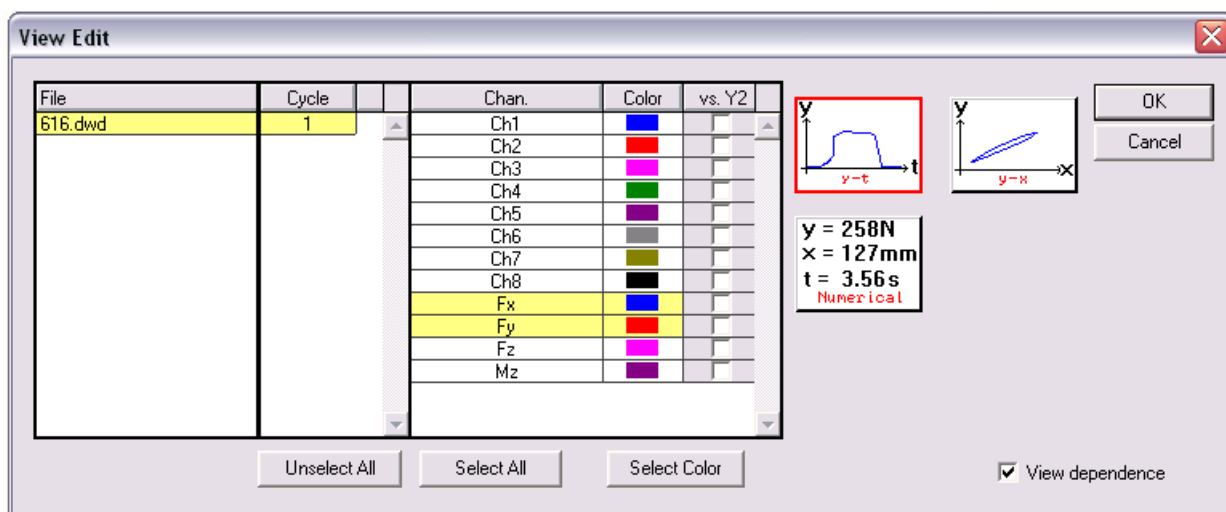 View Edit
File Cycle Chan. Color vs. Y2
616.dwd 1 Ch1
Ch2
Ch3
Ch4
Ch5
Ch6
Ch7
Ch8
Fx
Fy
Fz
Mz
y
t
y-t
y
x
y-x
y = 258N
x = 127mm
t = 3.56s
Numerical
OK
Cancel
Unselect All Select All Select Color
View dependence